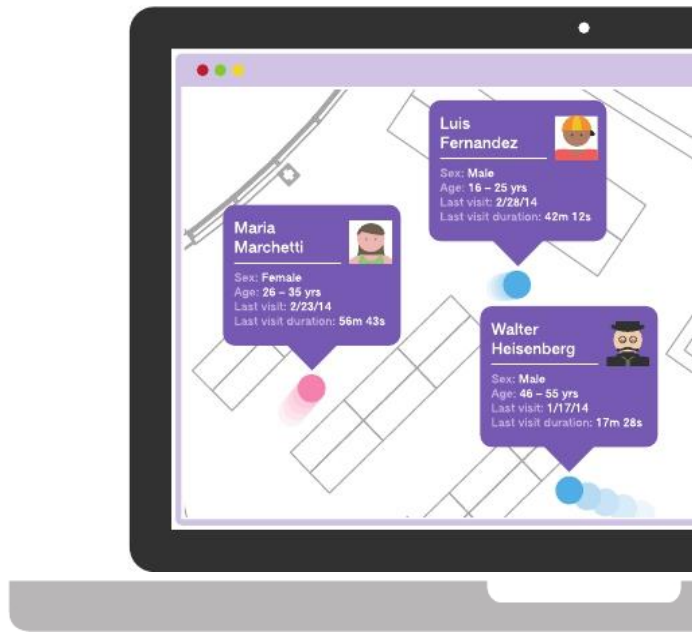 Luis
Fernandez
Sex: Male
Age: 16 – 25 yrs
Last visit: 2/28/14
Last visit duration: 42m 12s
Maria
Marchetti
Sex: Female
Age: 26 – 35 yrs
Last visit: 2/23/14
Last visit duration: 56m 43s
Walter
Heisenberg
Sex: Male
Age: 46 – 55 yrs
Last visit: 1/17/14
Last visit duration: 17m 28s